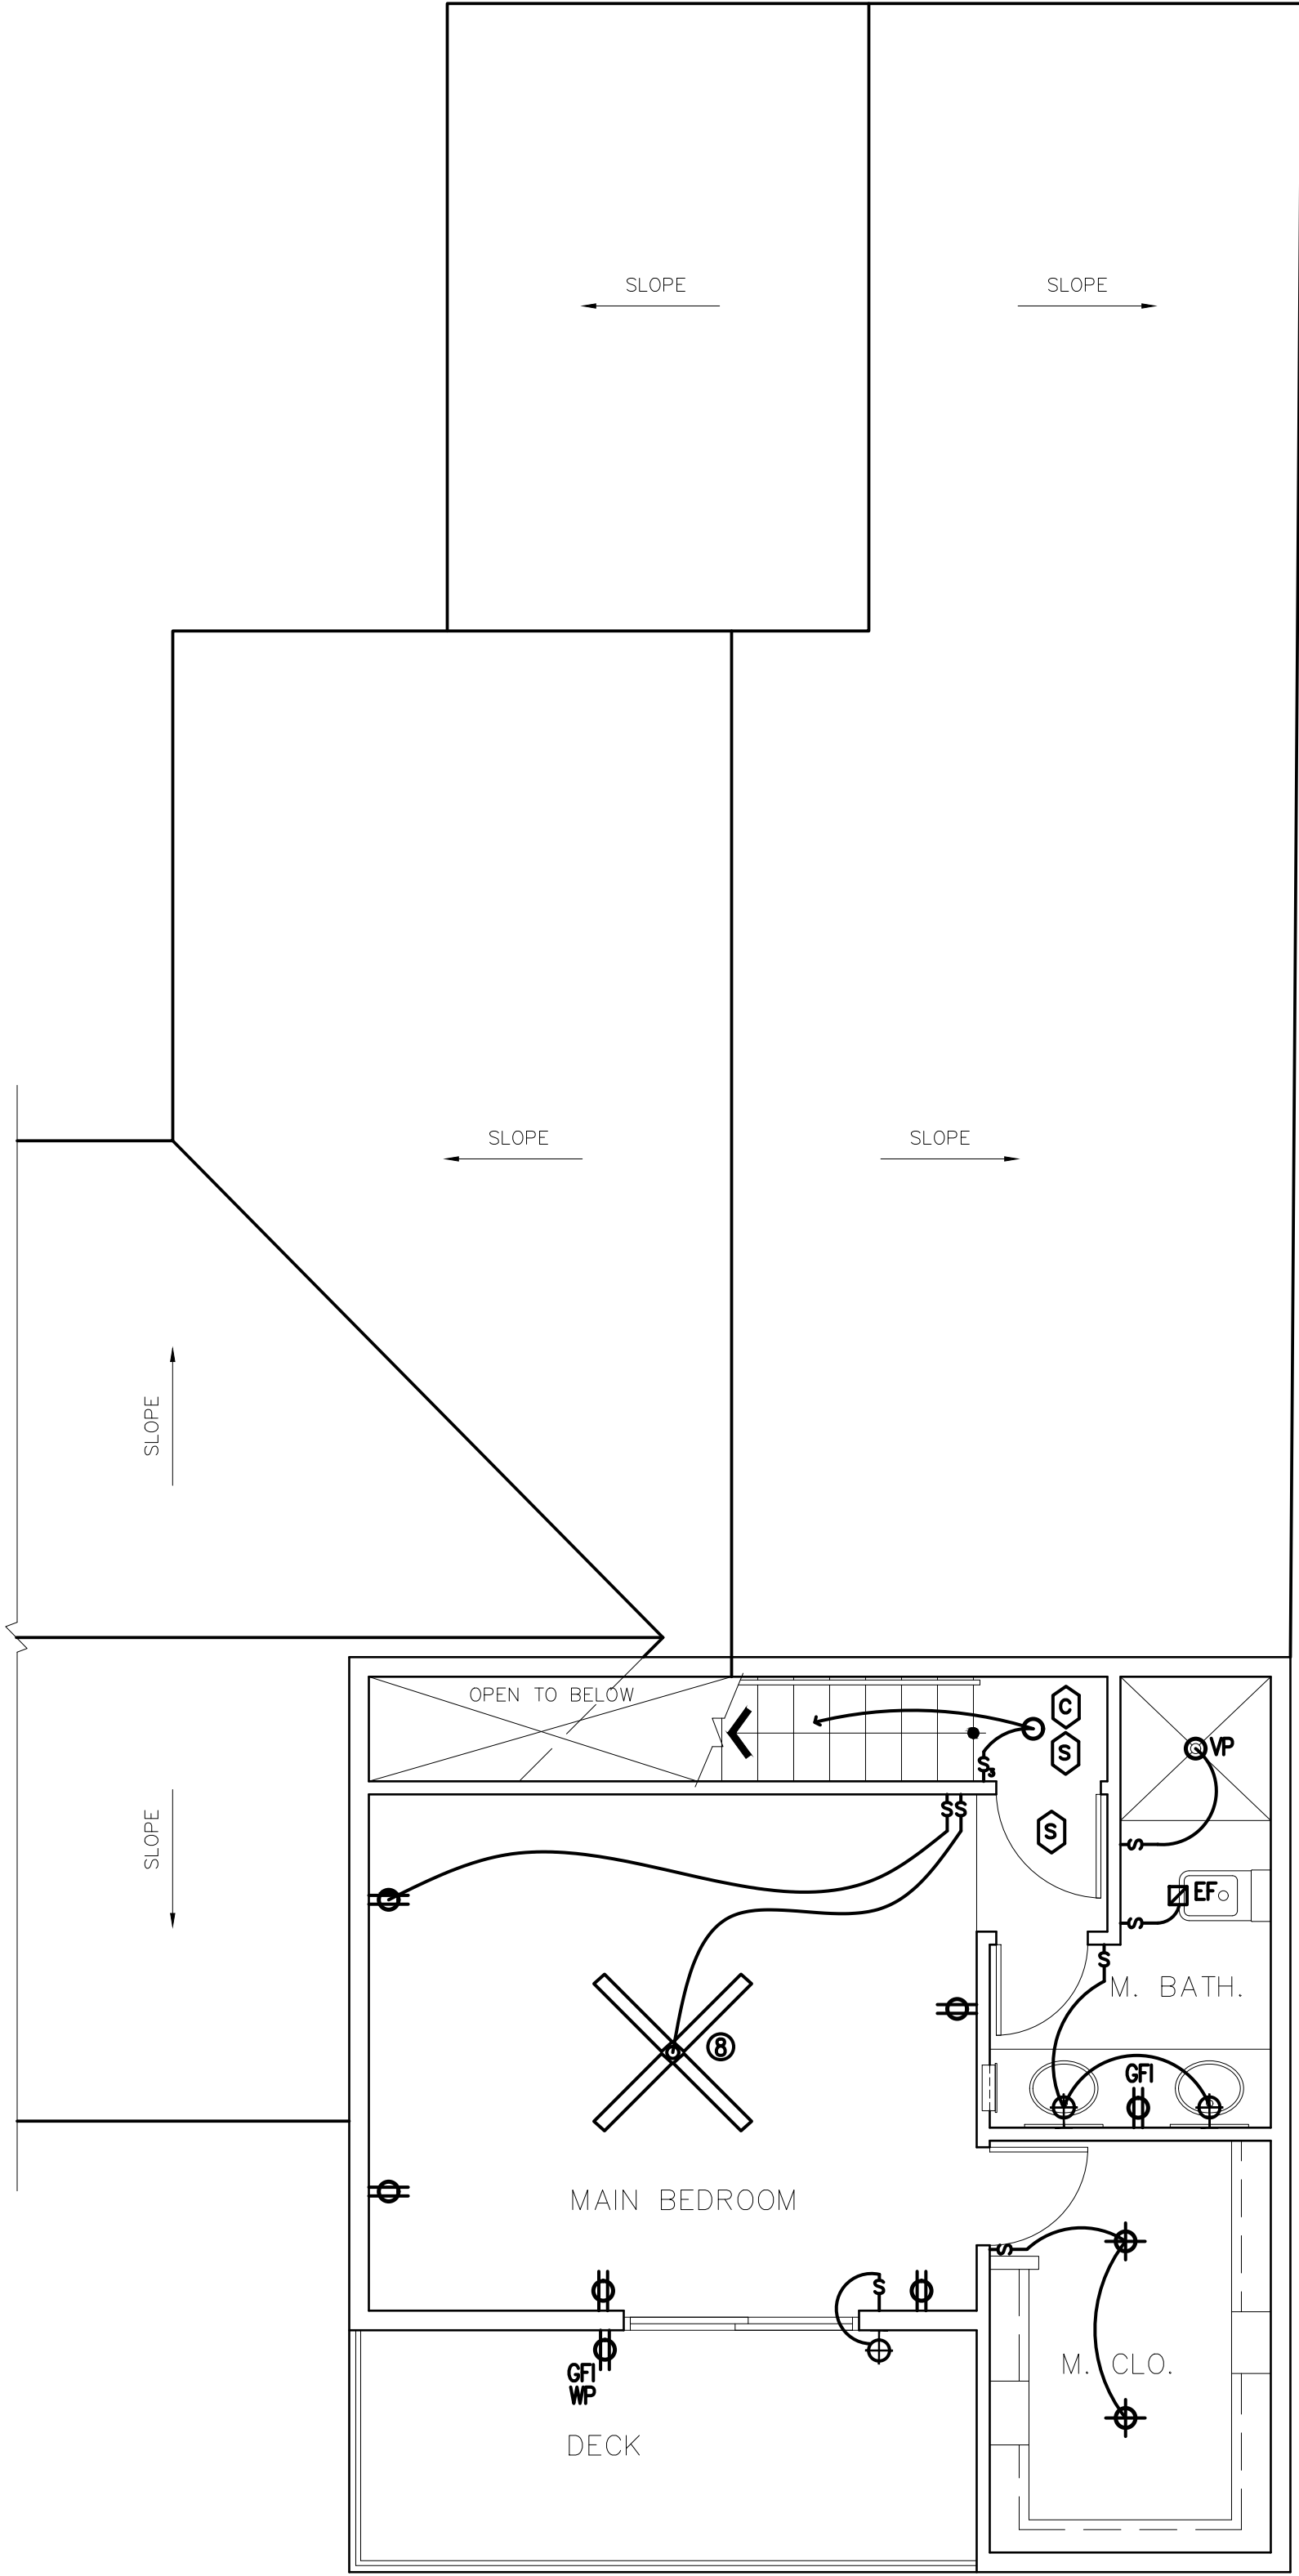 SLOPE
SLOPE
SLOPE
SLOPE
SLOPE
OPEN TO BELOW
C
S
VP
S3
S
SS
S
SLOPE
EF
S
S
M. BATH.
8
GFI
MAIN BEDROOM
S
S
GFI
WP
M. CLO.
DECK